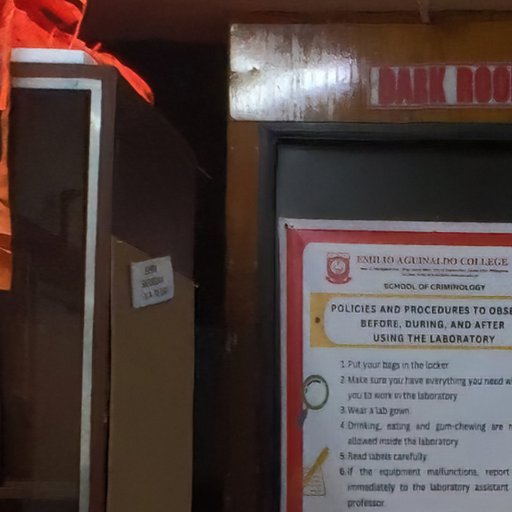 DARK ROO
EMILIO AGUINALDO COLLEGE
SCHOOL OF CRIMINOLOGY
POLICIES AND PROCEDURES TO OBSE
BEFORE, DURING, AND AFTER
USING THE LABORATORY
1. Put your bags in the locker.
2. Make sure you have everything you need w
you to work in the laboratory
3. Wear a lab gown.
4. Drinking, eating and gum-chewing are n
allowed inside the laboratory.
5. Read labels carefully.
6. If the equipment malfunctions, report
immediately to the laboratory assistant
professor.